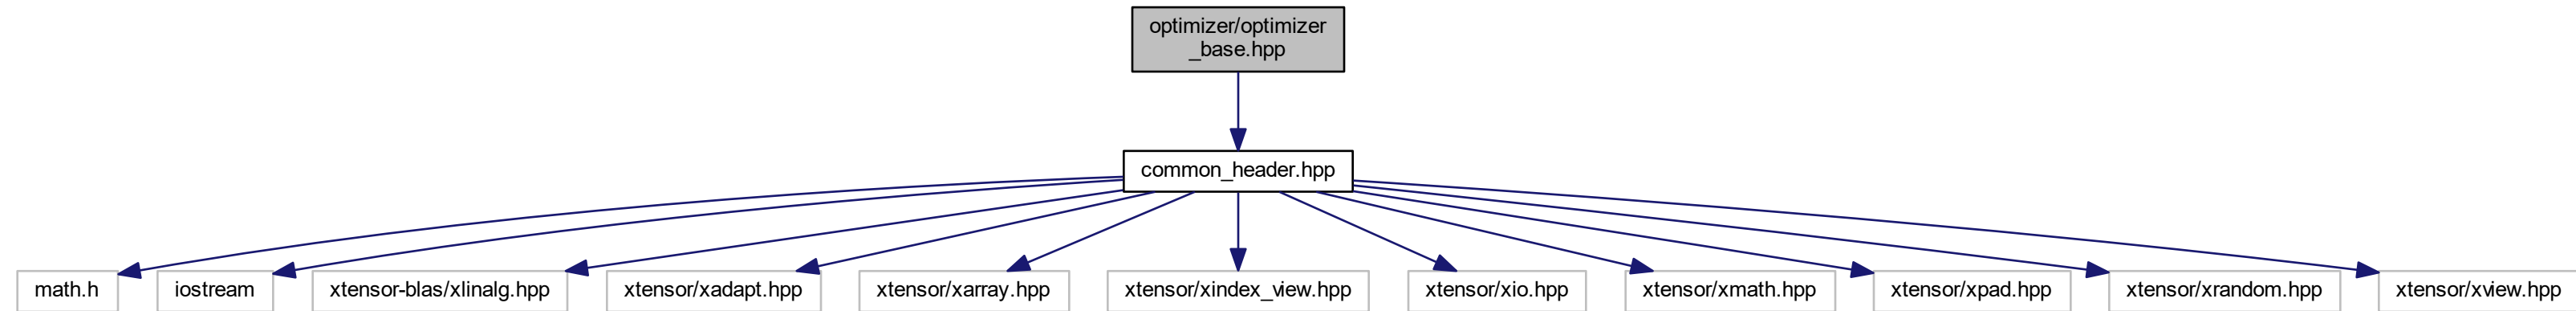 optimizer/optimizer
_base.hpp
common_header.hpp
math.h
iostream
xtensor-blas/xlinalg.hpp
xtensor/xadapt.hpp
xtensor/xarray.hpp
xtensor/xindex_view.hpp
xtensor/xio.hpp
xtensor/xmath.hpp
xtensor/xpad.hpp
xtensor/xrandom.hpp
xtensor/xview.hpp